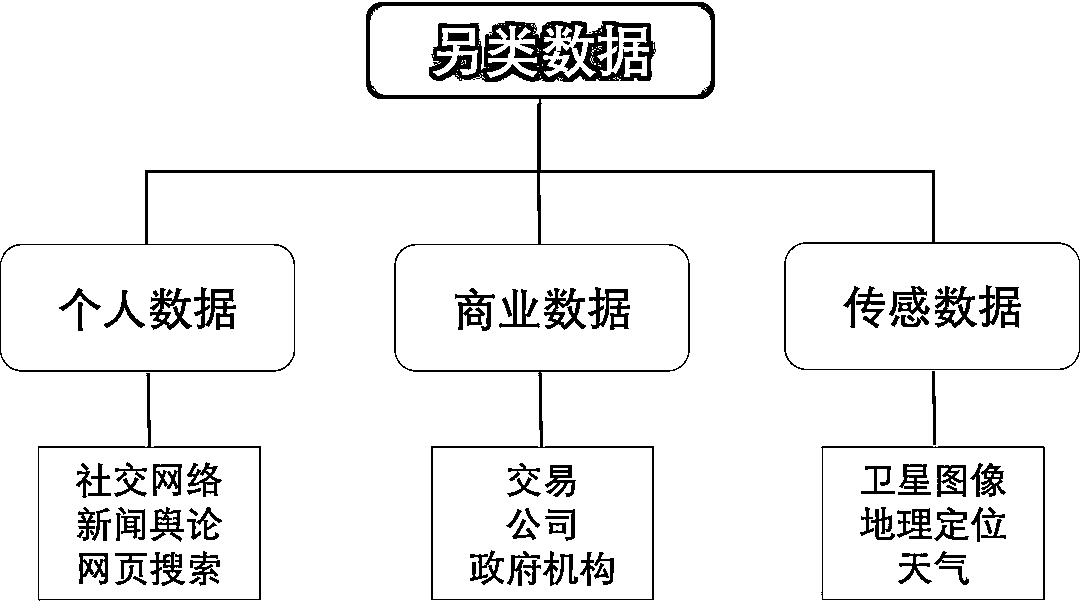 另类数据
个人数据
商业数据
传感数据
社交网络
新闻舆论
网页搜索
交易
公司
政府机构
卫星图像
地理定位
天气